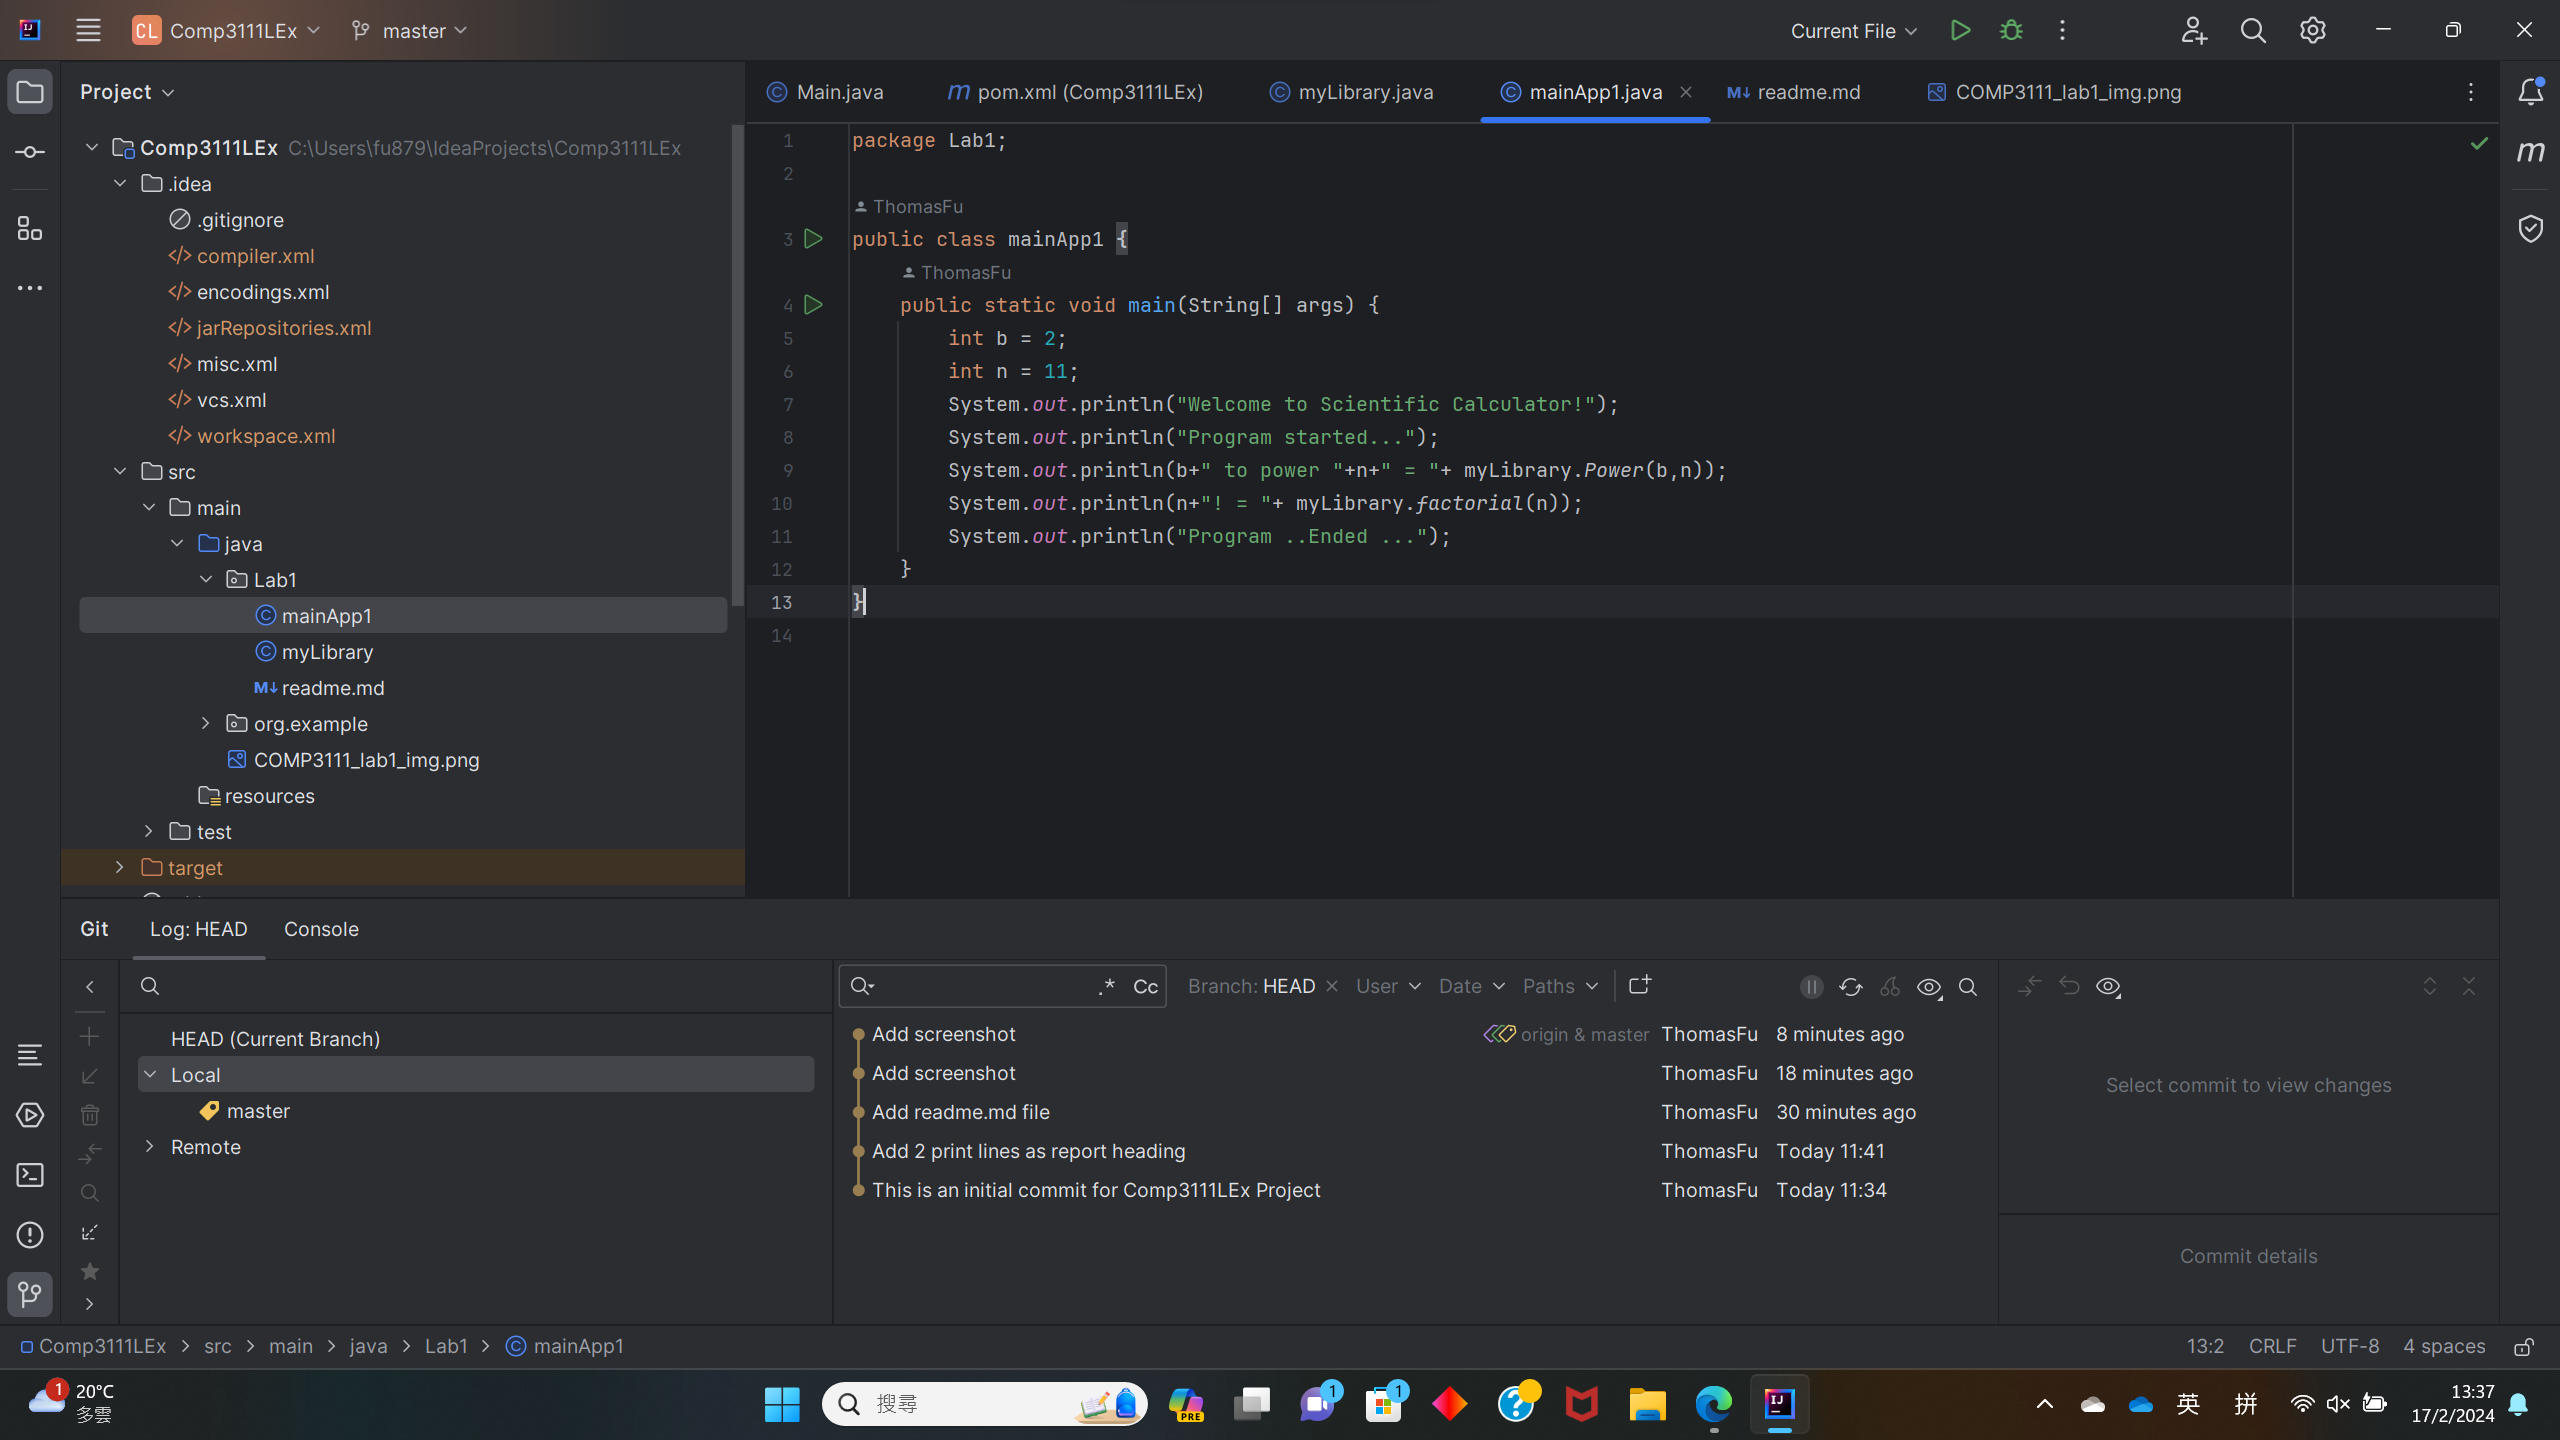 CL Comp3111LEx master Current File
Project
Main.java pom.xml (Comp3111LEx) myLibrary.java mainApp1.java readme.md COMP3111_lab1_img.png
Comp3111LEx C:\Users\fu879\IdeaProjects\Comp3111LEx
.idea
.gitignore
compiler.xml
encodings.xml
jarRepositories.xml
misc.xml
vcs.xml
workspace.xml
src
main
java
Lab1
mainApp1
myLibrary
readme.md
org.example
COMP3111_lab1_img.png
resources
test
target
1 package Lab1;
2
ThomasFu
3 public class mainApp1 {
ThomasFu
4 public static void main(String[] args) {
5 int b = 2;
6 int n = 11;
7 System.out.println("Welcome to Scientific Calculator!");
8 System.out.println("Program started...");
9 System.out.println(b+" to power "+n+" = "+ myLibrary.Power(b,n));
10 System.out.println(n+"! = "+ myLibrary.factorial(n));
11 System.out.println("Program ..Ended ...");
12 }
13 }
14
Git Log: HEAD Console
HEAD (Current Branch)
Local
master
Remote
.* Cc Branch: HEAD User Date Paths
Add screenshot origin & master ThomasFu 8 minutes ago
Add screenshot ThomasFu 18 minutes ago
Add readme.md file ThomasFu 30 minutes ago
Add 2 print lines as report heading ThomasFu Today 11:41
This is an initial commit for Comp3111LEx Project ThomasFu Today 11:34
Select commit to view changes
Commit details
Comp3111LEx > src > main > java > Lab1 > mainApp1 13:2 CRLF UTF-8 4 spaces
1 20°C
多雲
搜尋
PRE
1
1
英 拼
13:37
17/2/2024